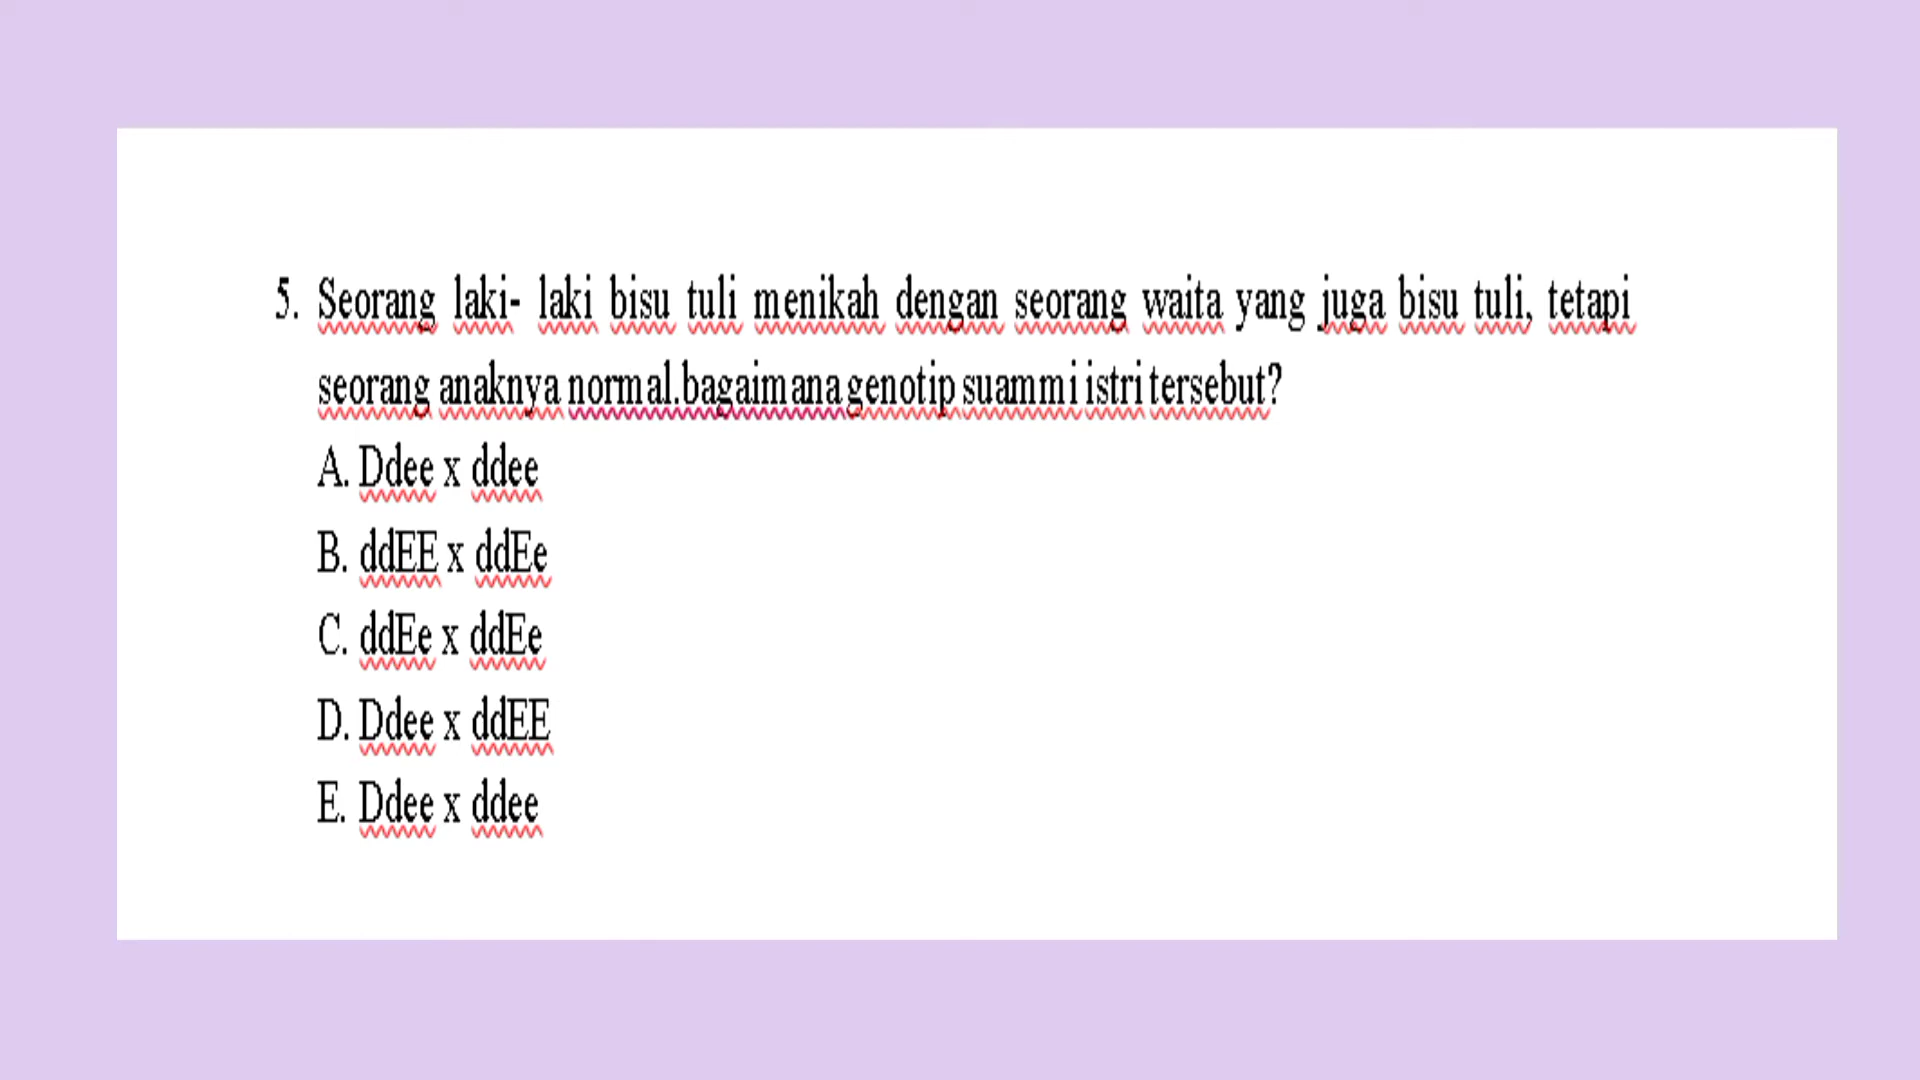 5. Seorang laki- laki bisu tuli menikah dengan seorang waita yang juga bisu tuli, tetapi
seorang anaknya normal.bagaimana genotip suammi istri tersebut?
A. Ddee x ddee
B. ddEE x ddEe
C. ddEe x ddEe
D. Ddee x ddEE
E. Ddee x ddee